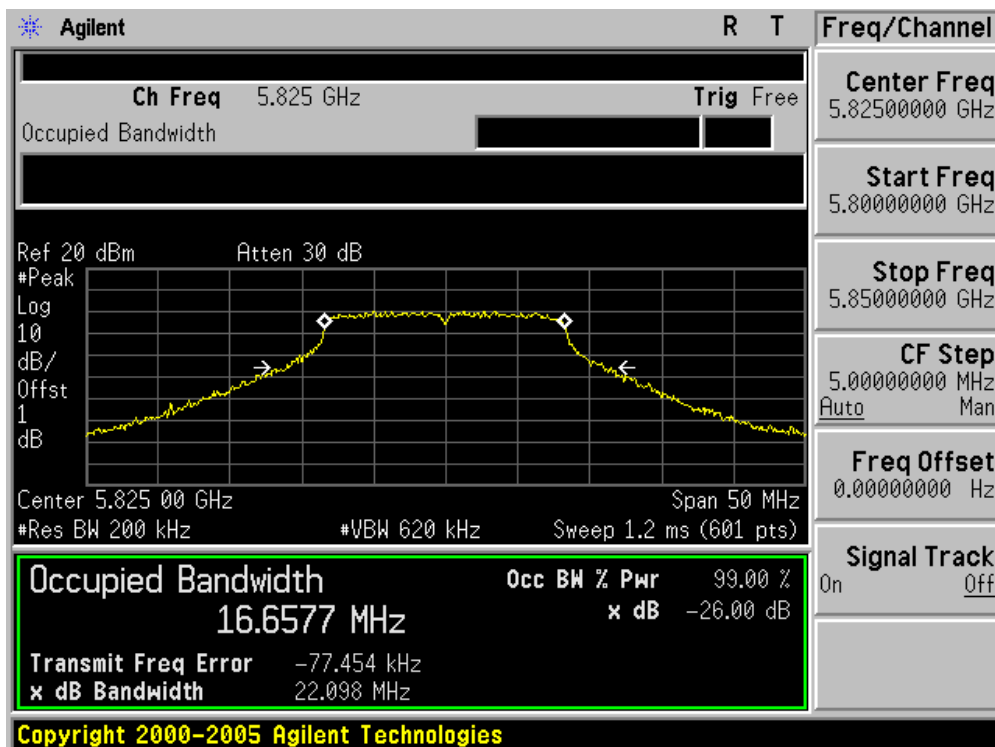 Agilent R T
Freq/Channel
Ch Freq 5.825 GHz Trig Free
Occupied Bandwidth
Center Freq
5.82500000 GHz
Start Freq
5.80000000 GHz
Stop Freq
5.85000000 GHz
CF Step
5.00000000 MHz
Auto Man
Freq Offset
0.00000000 Hz
Signal Track
On Off
Ref 20 dBm Atten 30 dB
#Peak
Log
10
dB/
Offst
1
dB
Center 5.825 00 GHz Span 50 MHz
#Res BW 200 kHz #VBW 620 kHz Sweep 1.2 ms (601 pts)
Occupied Bandwidth Occ BW % Pwr 99.00 %
16.6577 MHz x dB -26.00 dB
Transmit Freq Error -77.454 kHz
x dB Bandwidth 22.098 MHz
Copyright 2000-2005 Agilent Technologies